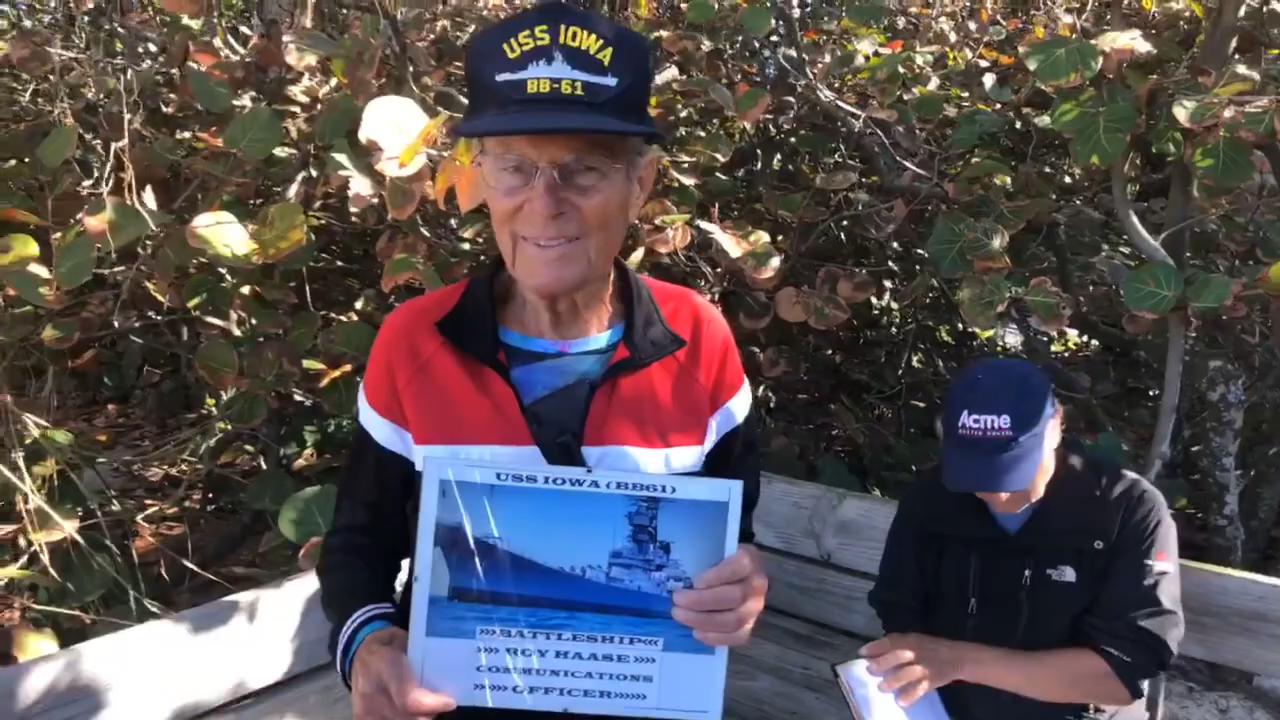 USS IOWA
BB-61
USS IOWA (BB61)
>>> BATTLESHIP<<<
>>> ROY HAASE >>>>
COMMUNICATIONS
>>>>> OFFICER>>>>>>
Acme
THE
NORTH
FACE